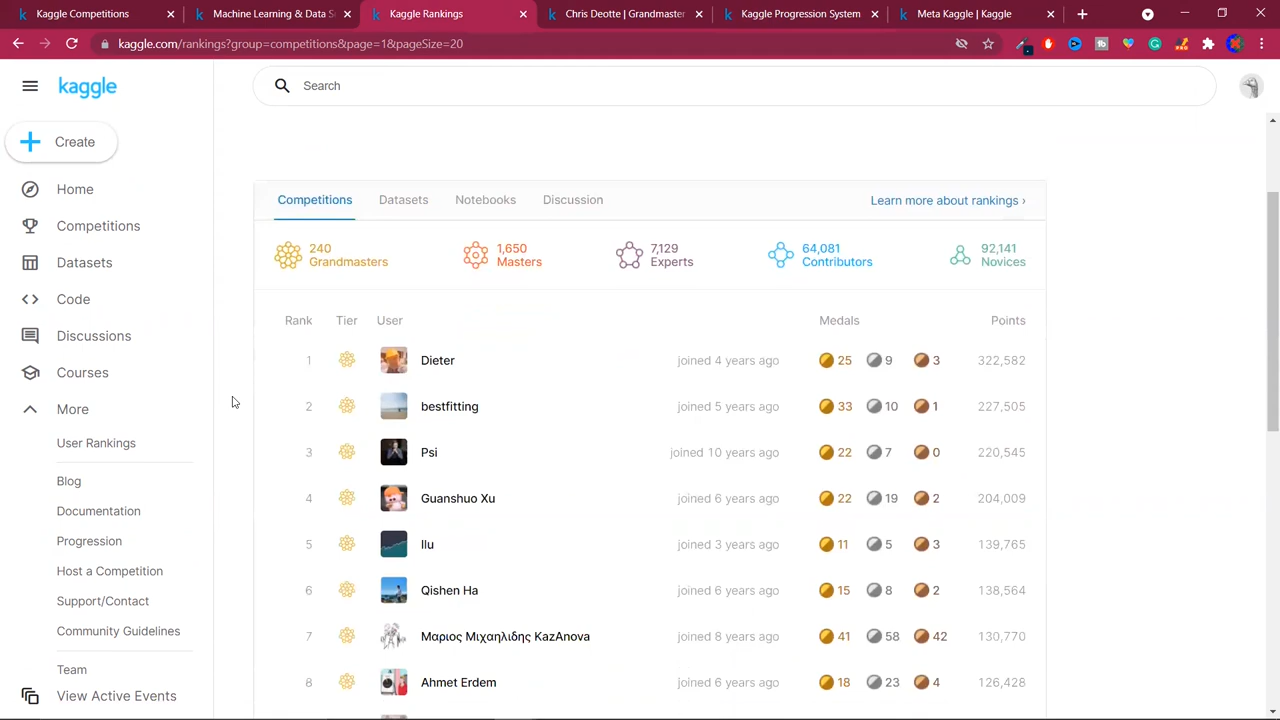 Kaggle Competitions
Machine Learning & Data S
Kaggle Rankings
Chris Deotte | Grandmaster
Kaggle Progression System
Meta Kaggle | Kaggle
kaggle.com/rankings?group=competitions&page=1&pageSize=20
kaggle
Search
Create
Home
Competitions
Datasets
Code
Discussions
Courses
More
User Rankings
Blog
Documentation
Progression
Host a Competition
Support/Contact
Community Guidelines
Team
View Active Events
Competitions Datasets Notebooks Discussion Learn more about rankings ›
240 Grandmasters
1,650 Masters
7,129 Experts
64,081 Contributors
92,141 Novices
Rank Tier User Medals Points
1 Dieter joined 4 years ago 25 9 3 322,582
2 bestfitting joined 5 years ago 33 10 1 227,505
3 Psi joined 10 years ago 22 7 0 220,545
4 Guanshuo Xu joined 6 years ago 22 19 2 204,009
5 Ilu joined 3 years ago 11 5 3 139,765
6 Qishen Ha joined 6 years ago 15 8 2 138,564
7 Μαριος Μιχαηλιδης KazAnova joined 8 years ago 41 58 42 130,770
8 Ahmet Erdem joined 6 years ago 18 23 4 126,428